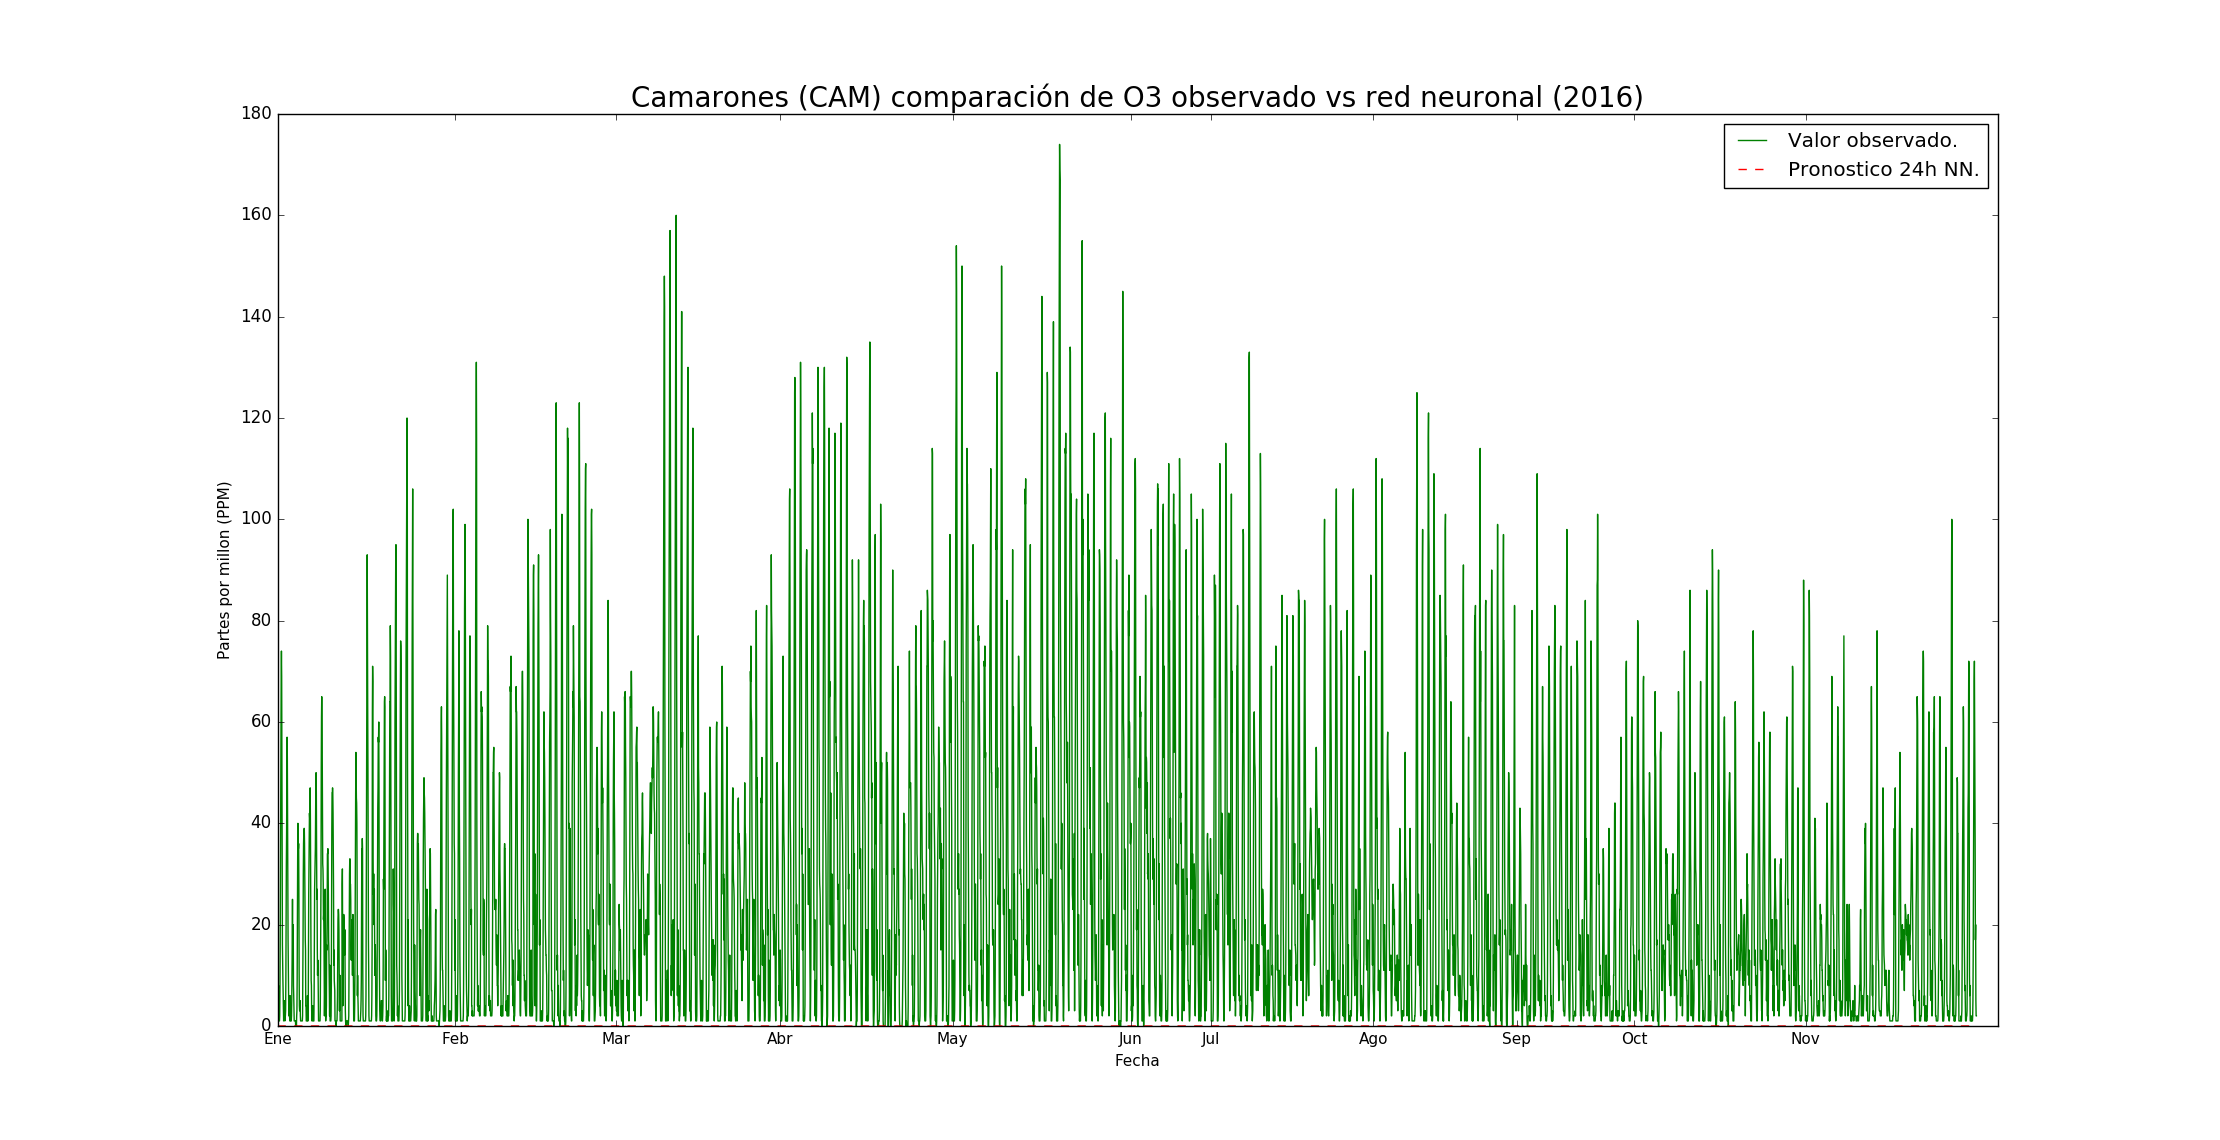 Camarones (CAM) comparación de O3 observado vs red neuronal (2016)
Valor observado.
Pronostico 24h NN.
Partes por millon (PPM)
180
160
140
120
100
80
60
40
20
0
Ene Feb Mar Abr May Jun Jul Ago Sep Oct Nov
Fecha